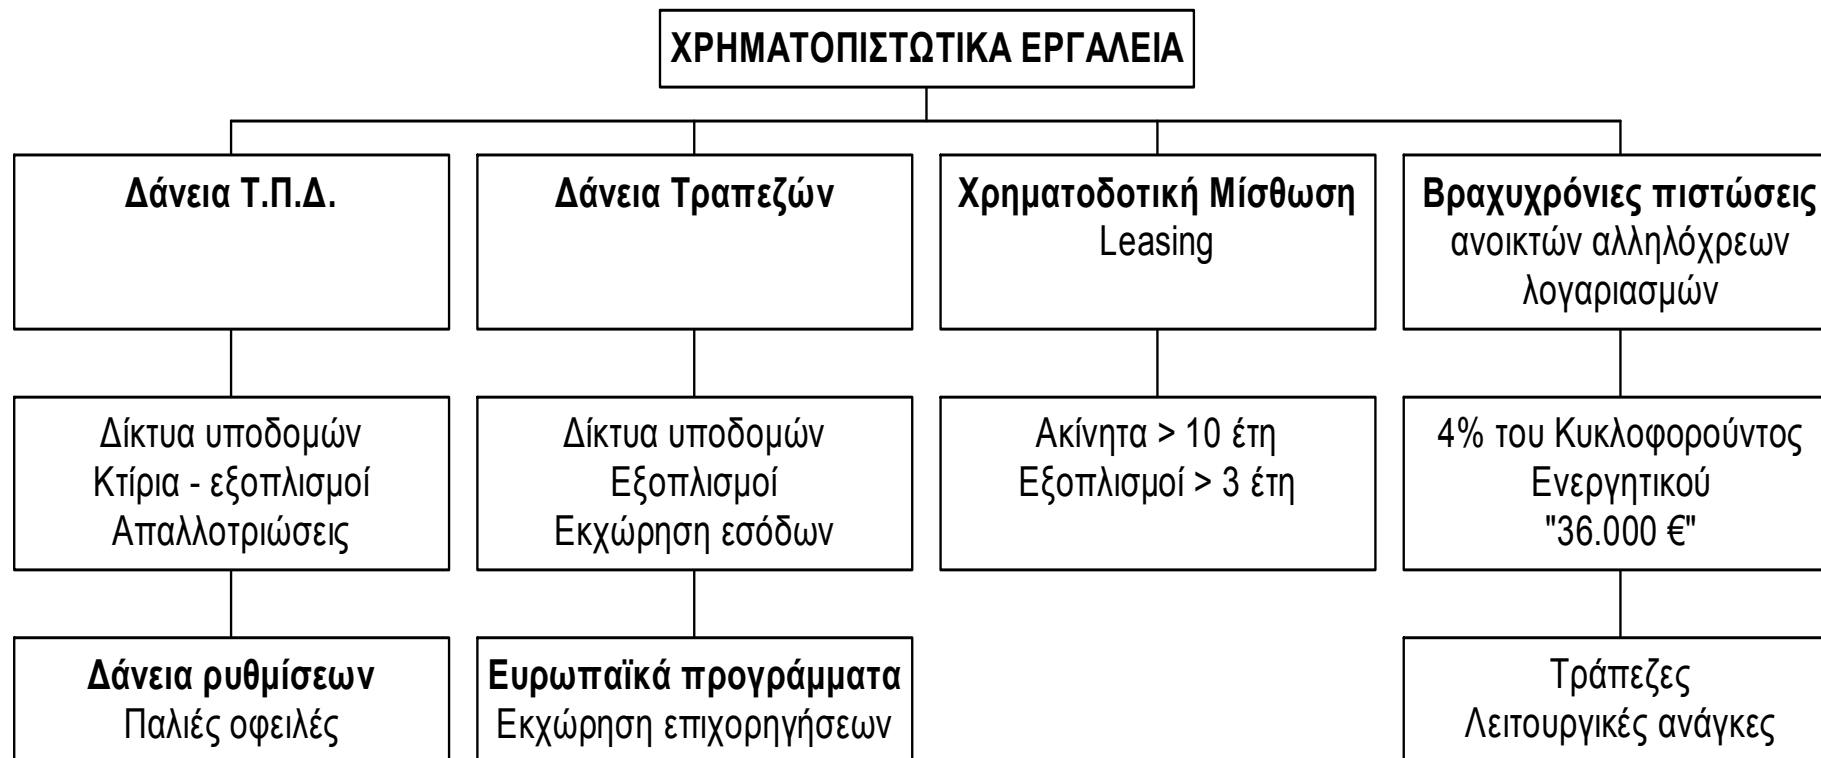 ΧΡΗΜΑΤΟΠΙΣΤΩΤΙΚΑ ΕΡΓΑΛΕΙΑ
Δάνεια Τ.Π.Δ.
Δάνεια Τραπεζών
Χρηματοδοτική Μίσθωση
Leasing
Βραχυχρόνιες πιστώσεις
ανοικτών αλληλόχρεων
λογαριασμών
Δίκτυα υποδομών
Κτίρια - εξοπλισμοί
Απαλλοτριώσεις
Δίκτυα υποδομών
Εξοπλισμοί
Εκχώρηση εσόδων
Ακίνητα > 10 έτη
Εξοπλισμοί > 3 έτη
4% του Κυκλοφορούντος
Ενεργητικού
"36.000 €"
Δάνεια ρυθμίσεων
Παλιές οφειλές
Ευρωπαϊκά προγράμματα
Εκχώρηση επιχορηγήσεων
Τράπεζες
Λειτουργικές ανάγκες